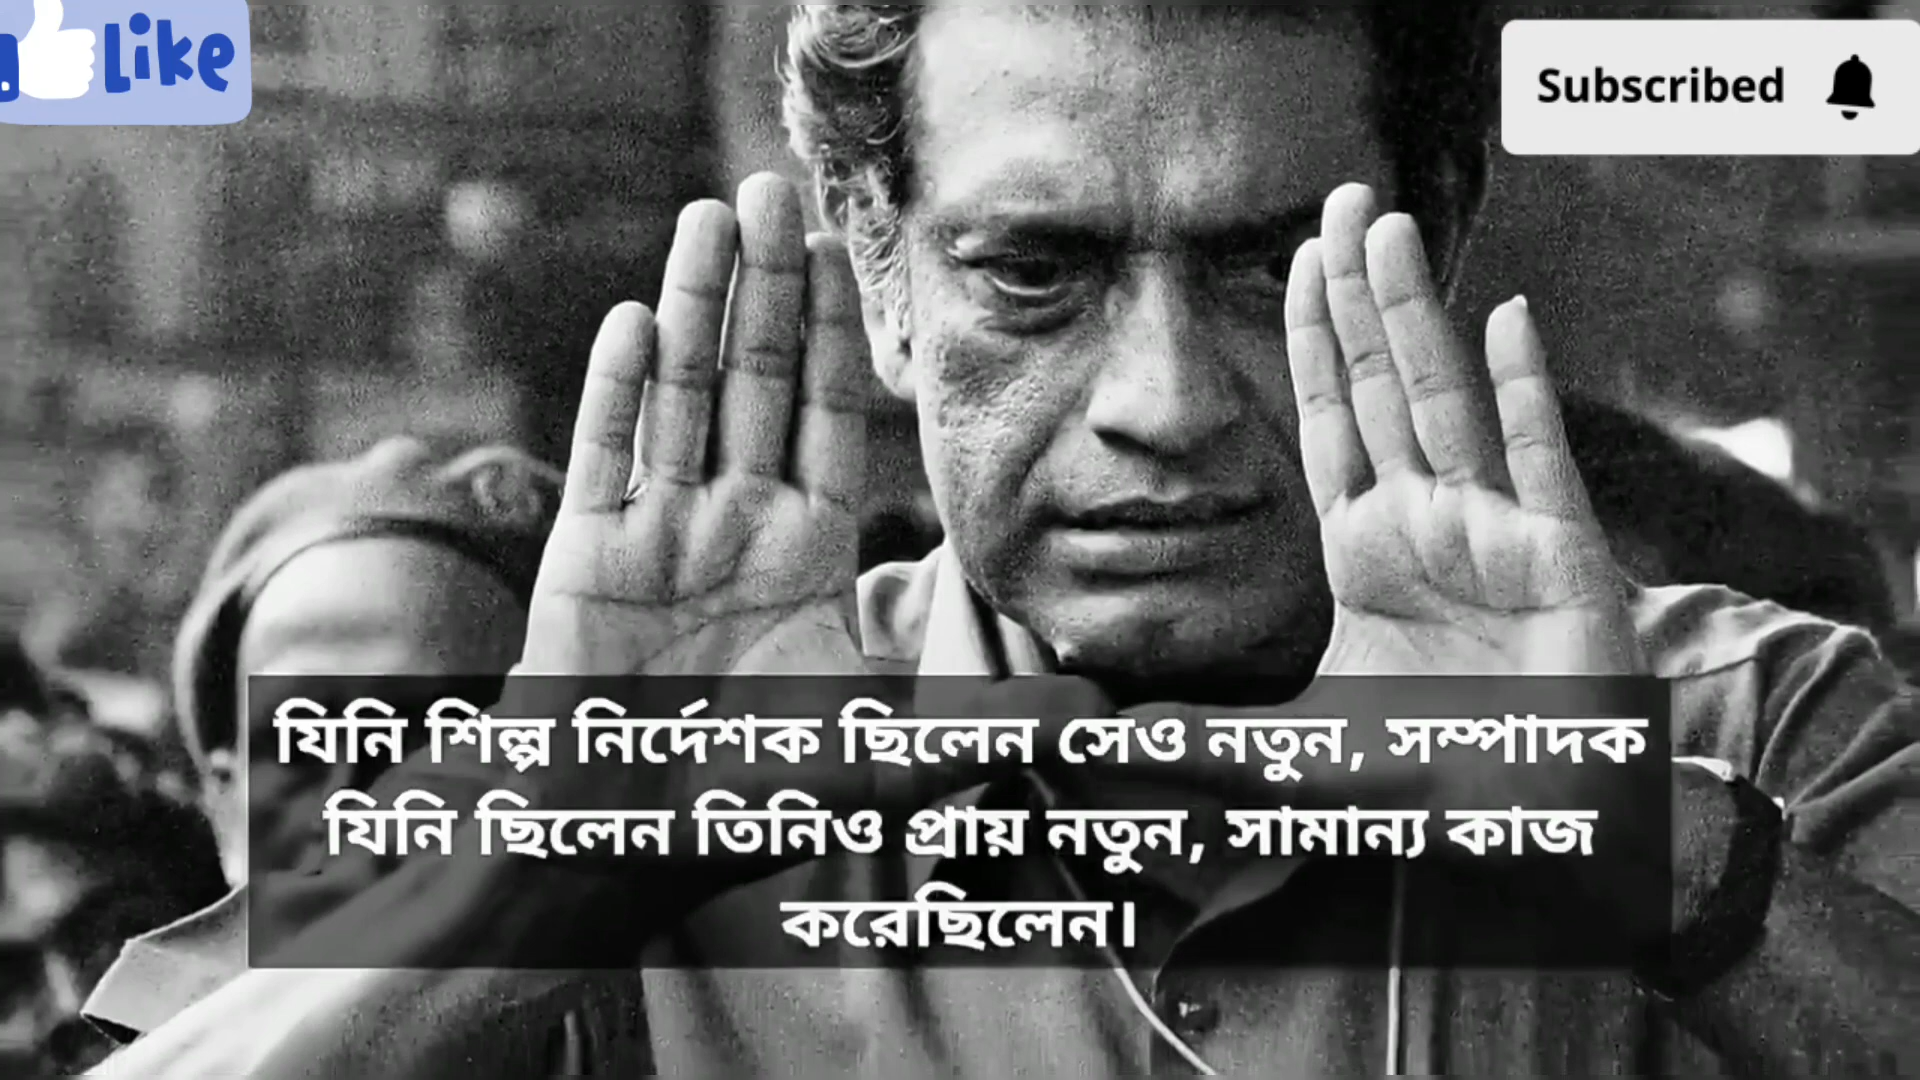 Like
Subscribed
যিনি শিল্প নির্দেশক ছিলেন সেও নতুন, সম্পাদক
যিনি ছিলেন তিনিও প্রায় নতুন, সামান্য কাজ
করেছিলেন।